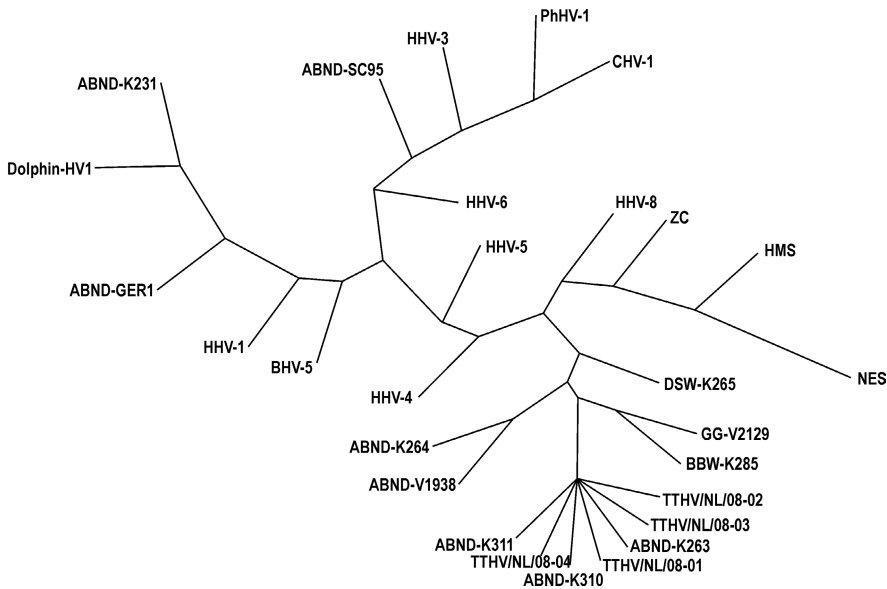 PhHV-1
HHV-3
CHV-1
ABND-SC95
ABND-K231
Dolphin-HV1
HHV-6
HHV-8
ZC
HHV-5
HMS
ABND-GER1
HHV-1
BHV-5
NES
DSW-K265
HHV-4
GG-V2129
ABND-K264
BBW-K285
ABND-V1938
TTHV/NL/08-02
TTHV/NL/08-03
ABND-K311
ABND-K263
TTHV/NL/08-04
TTHV/NL/08-01
ABND-K310